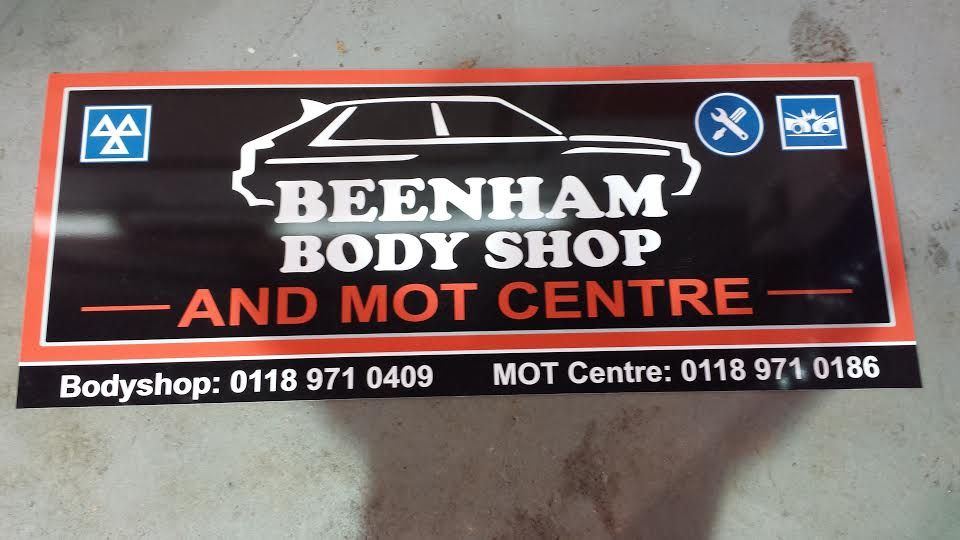 BEENHAM
BODY SHOP
AND MOT CENTRE
Bodyshop: 0118 971 0409 MOT Centre: 0118 971 0186